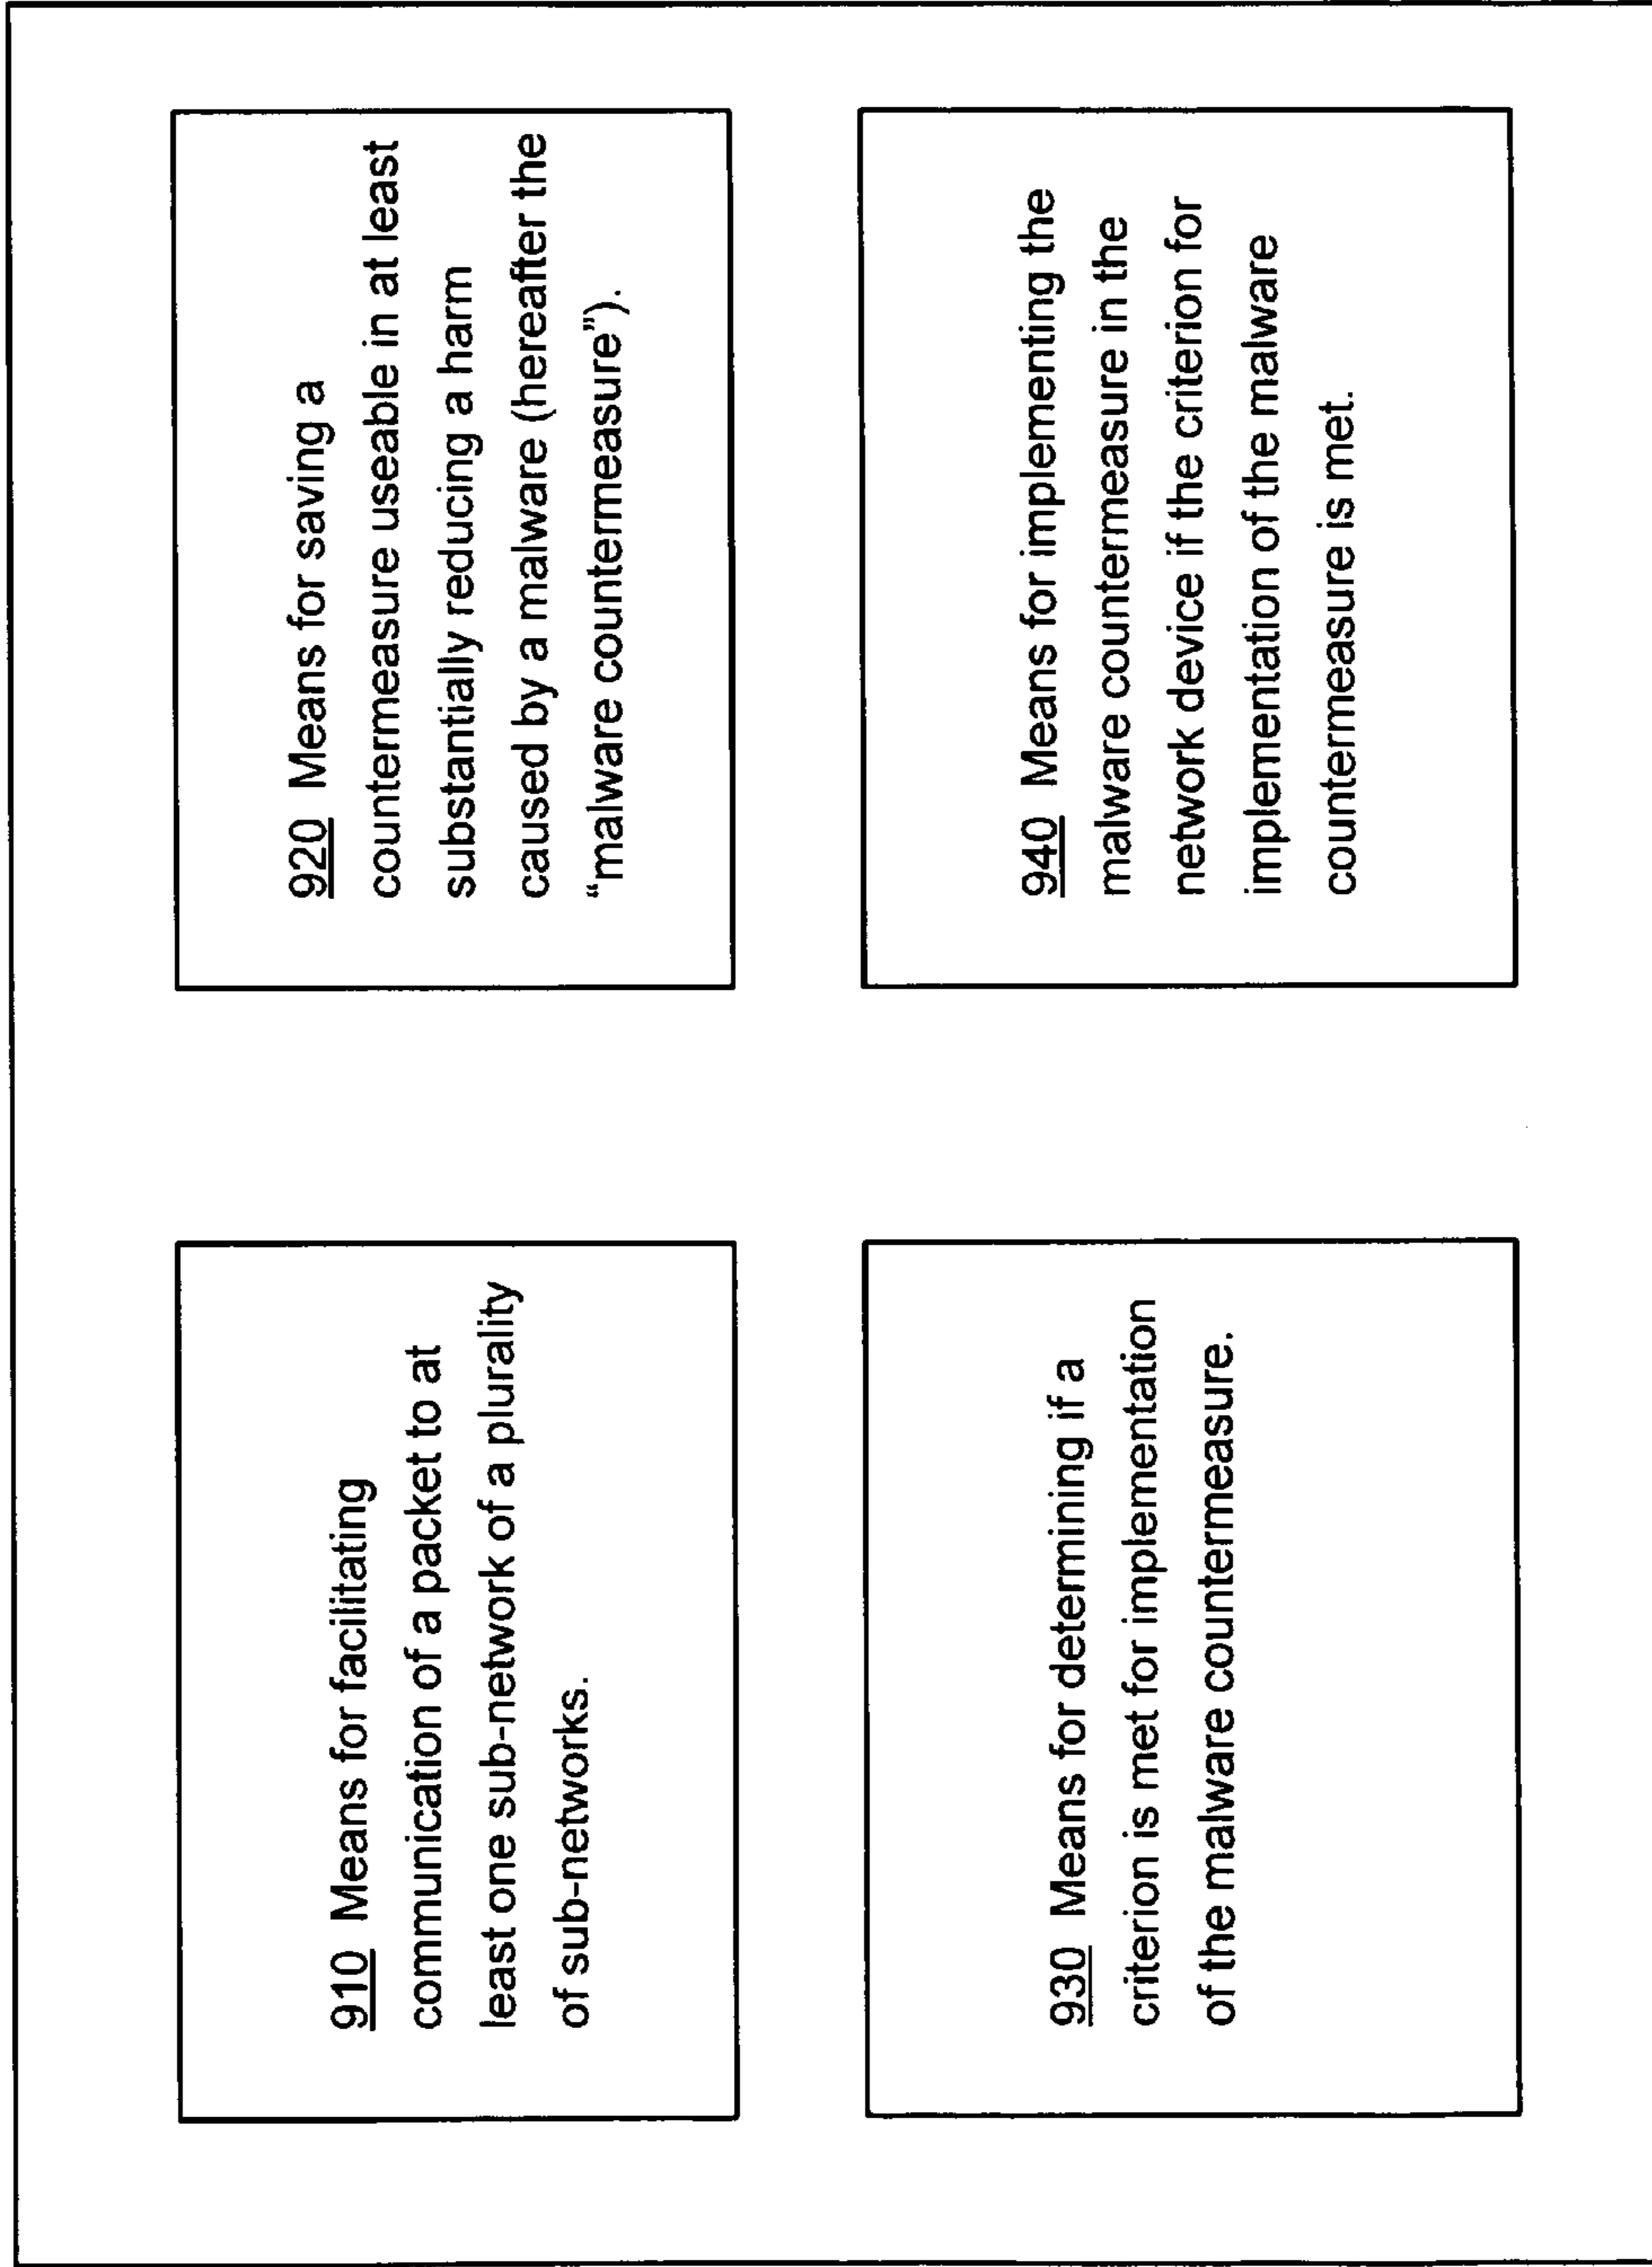 910 Means for facilitating
communication of a packet to at
least one sub-network of a plurality
of sub-networks.
920 Means for saving a
countermeasure useable in at least
substantially reducing a harm
caused by a malware (hereafter the
“malware countermeasure”).
930 Means for determining if a
criterion is met for implementation
of the malware countermeasure.
940 Means for implementing the
malware countermeasure in the
network device if the criterion for
implementation of the malware
countermeasure is met.